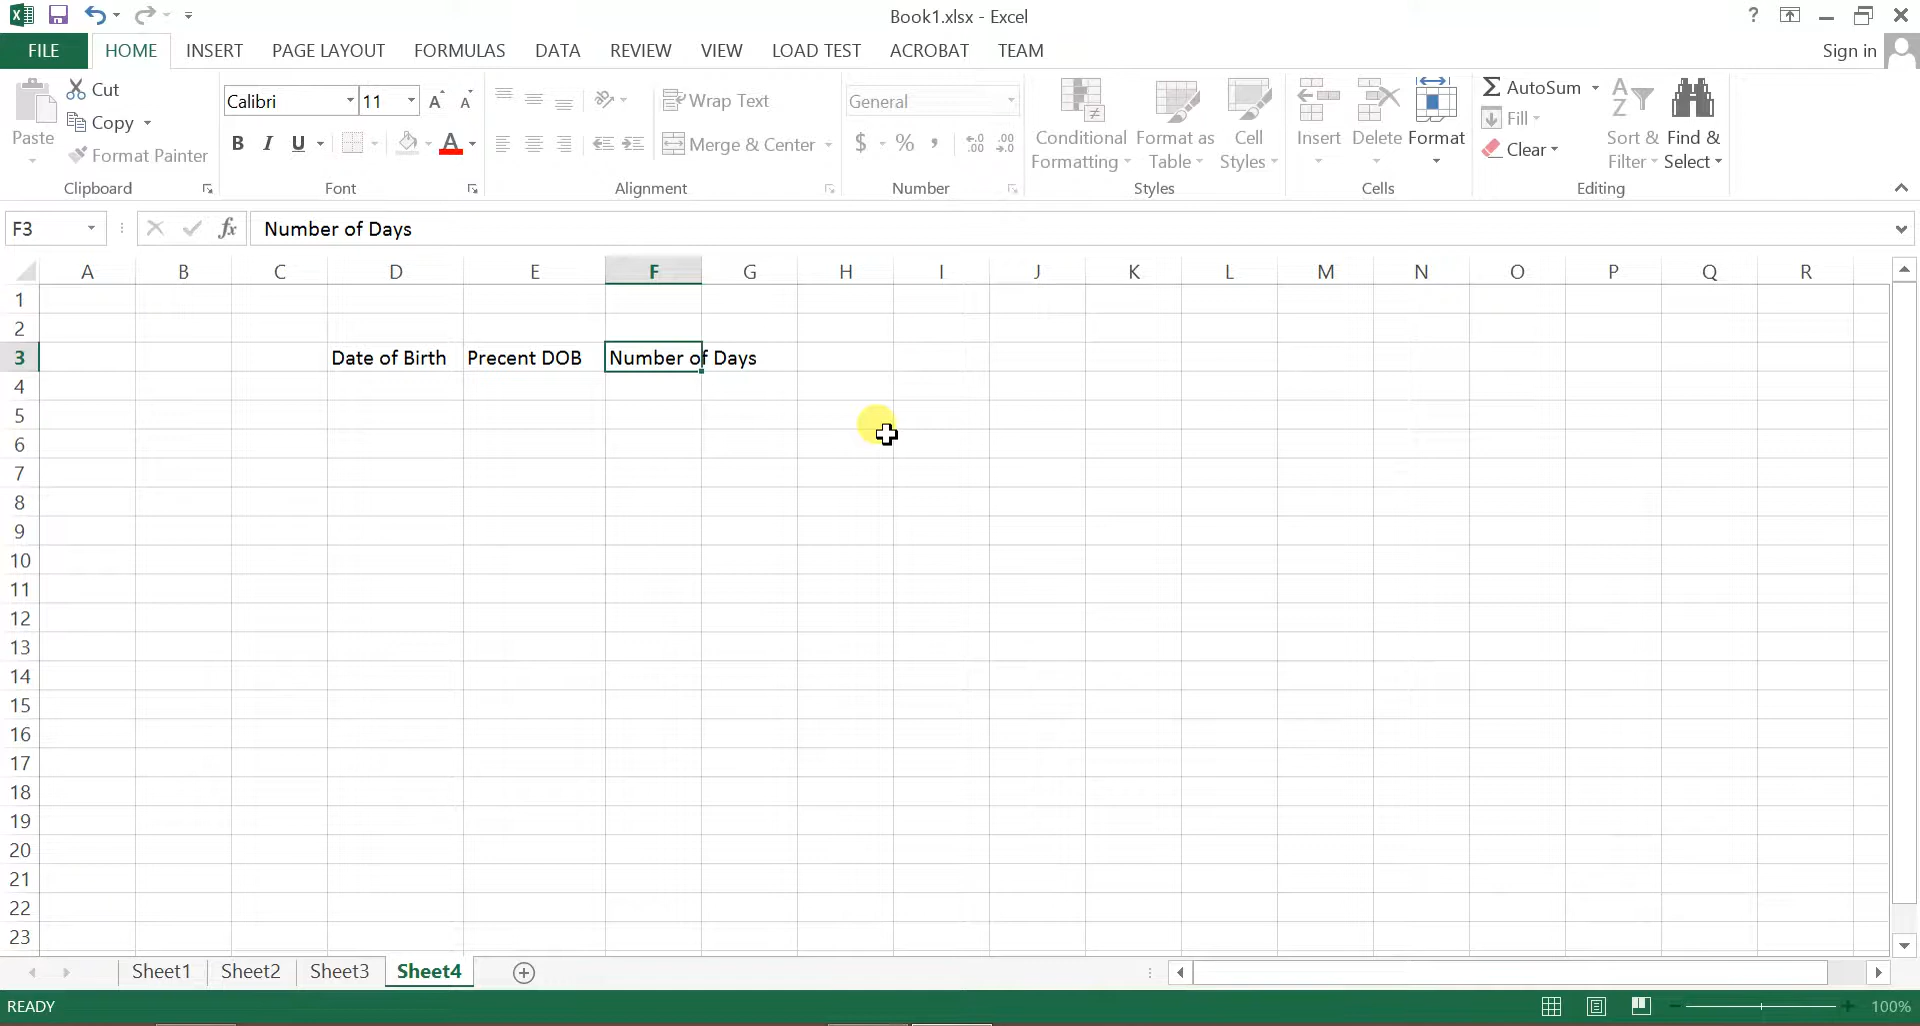 Book1.xlsx - Excel
?
FILE HOME INSERT PAGE LAYOUT FORMULAS DATA REVIEW VIEW LOAD TEST ACROBAT TEAM Sign in
Paste
Cut
Copy
Format Painter
Clipboard
Calibri 11
B I U A
Font
Wrap Text
Merge & Center
Alignment
General
$ % ,
Number
Conditional Formatting
Format as Table
Cell Styles
Styles
Insert
Delete
Format
Cells
AutoSum
Fill
Clear
Sort & Filter
Find & Select
Editing
F3 fx Number of Days
A B C D E F G H I J K L M N O P Q R
1
2
3 Date of Birth Precent DOB Number of Days
4
5
6
7
8
9
10
11
12
13
14
15
16
17
18
19
20
21
22
23
Sheet1 Sheet2 Sheet3 Sheet4
READY 100%